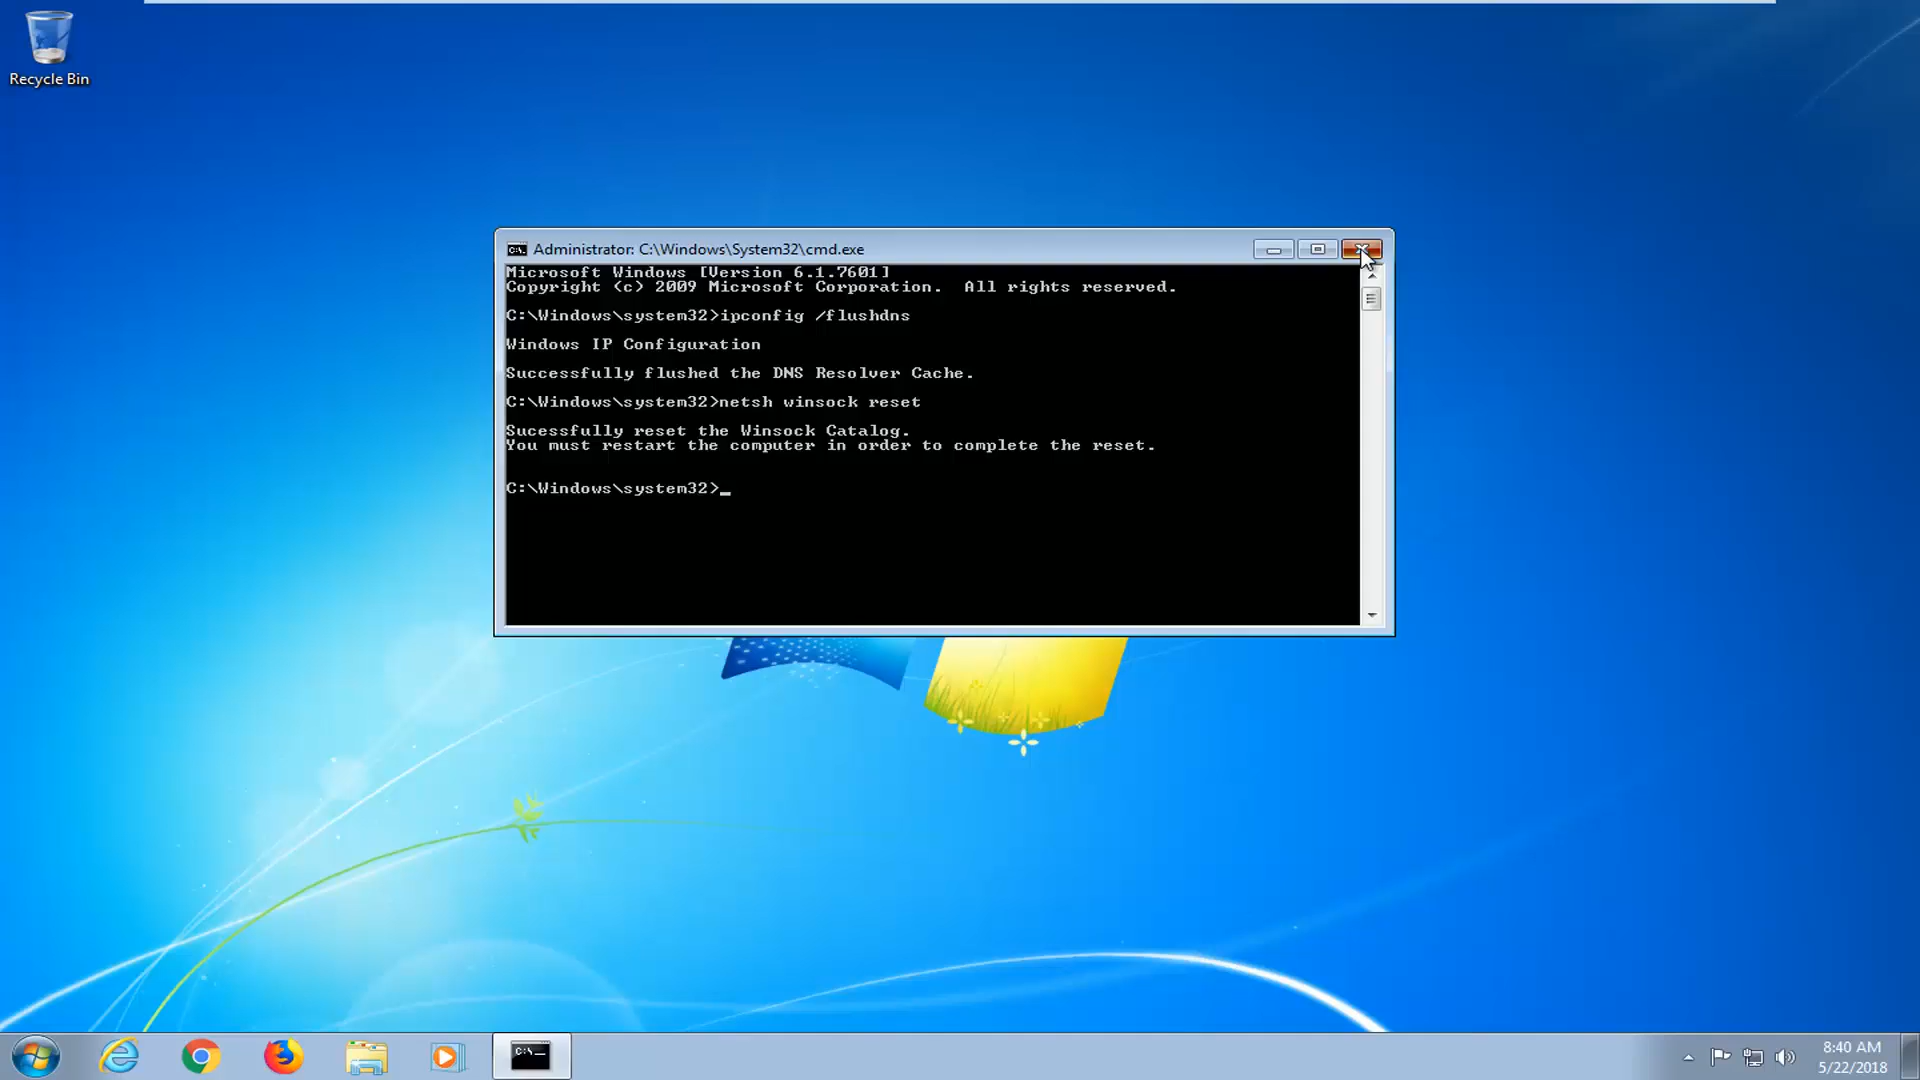 Recycle Bin
Administrator: C:\Windows\System32\cmd.exe
Microsoft Windows [Version 6.1.7601]
Copyright (c) 2009 Microsoft Corporation.  All rights reserved.
C:\Windows\system32>ipconfig /flushdns
Windows IP Configuration
Successfully flushed the DNS Resolver Cache.
C:\Windows\system32>netsh winsock reset
Sucessfully reset the Winsock Catalog.
You must restart the computer in order to complete the reset.
C:\Windows\system32>_
8:40 AM
5/22/2018